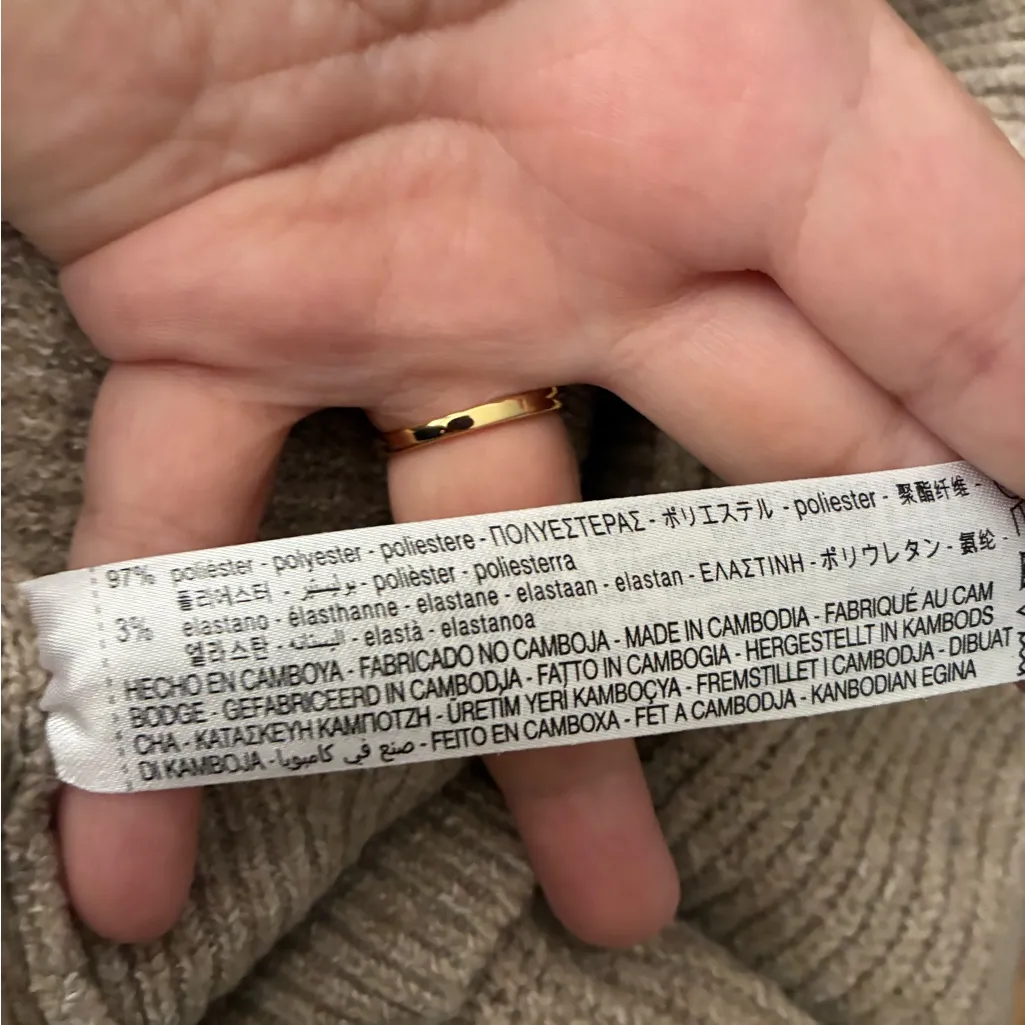 97% poliéster - polyester - poliestere - ΠΟΛΥΕΣΤΕΡΑΣ - ポリエステル - poliester - 聚酯纤维 -
폴리에스터 - بوليستر - polièster - poliesterra
3% elastano - élasthanne - elastane - elastaan - elastan - ΕΛΑΣΤΙΝΗ - ポリウレタン - 氨纶 -
엘라스탄 - البستان - elastà - elastanoa
HECHO EN CAMBOYA - FABRICADO NO CAMBOJA - MADE IN CAMBODIA - FABRIQUÉ AU CAM
BODGE - GEFABRICEERD IN CAMBODJA - FATTO IN CAMBOGIA - HERGESTELLT IN KAMBODS
CHA - ΚΑΤΑΣΚΕΥΗ ΚΑΜΠΟΤΖΗ - ÜRETIM YERİ KAMBOÇYA - FREMSTILLET I CAMBODJA - DIBUAT
DI KAMBOJA - صنع في كامبوديا - FEITO EN CAMBOXA - FET A CAMBODJA - KANBODIAN EGINA